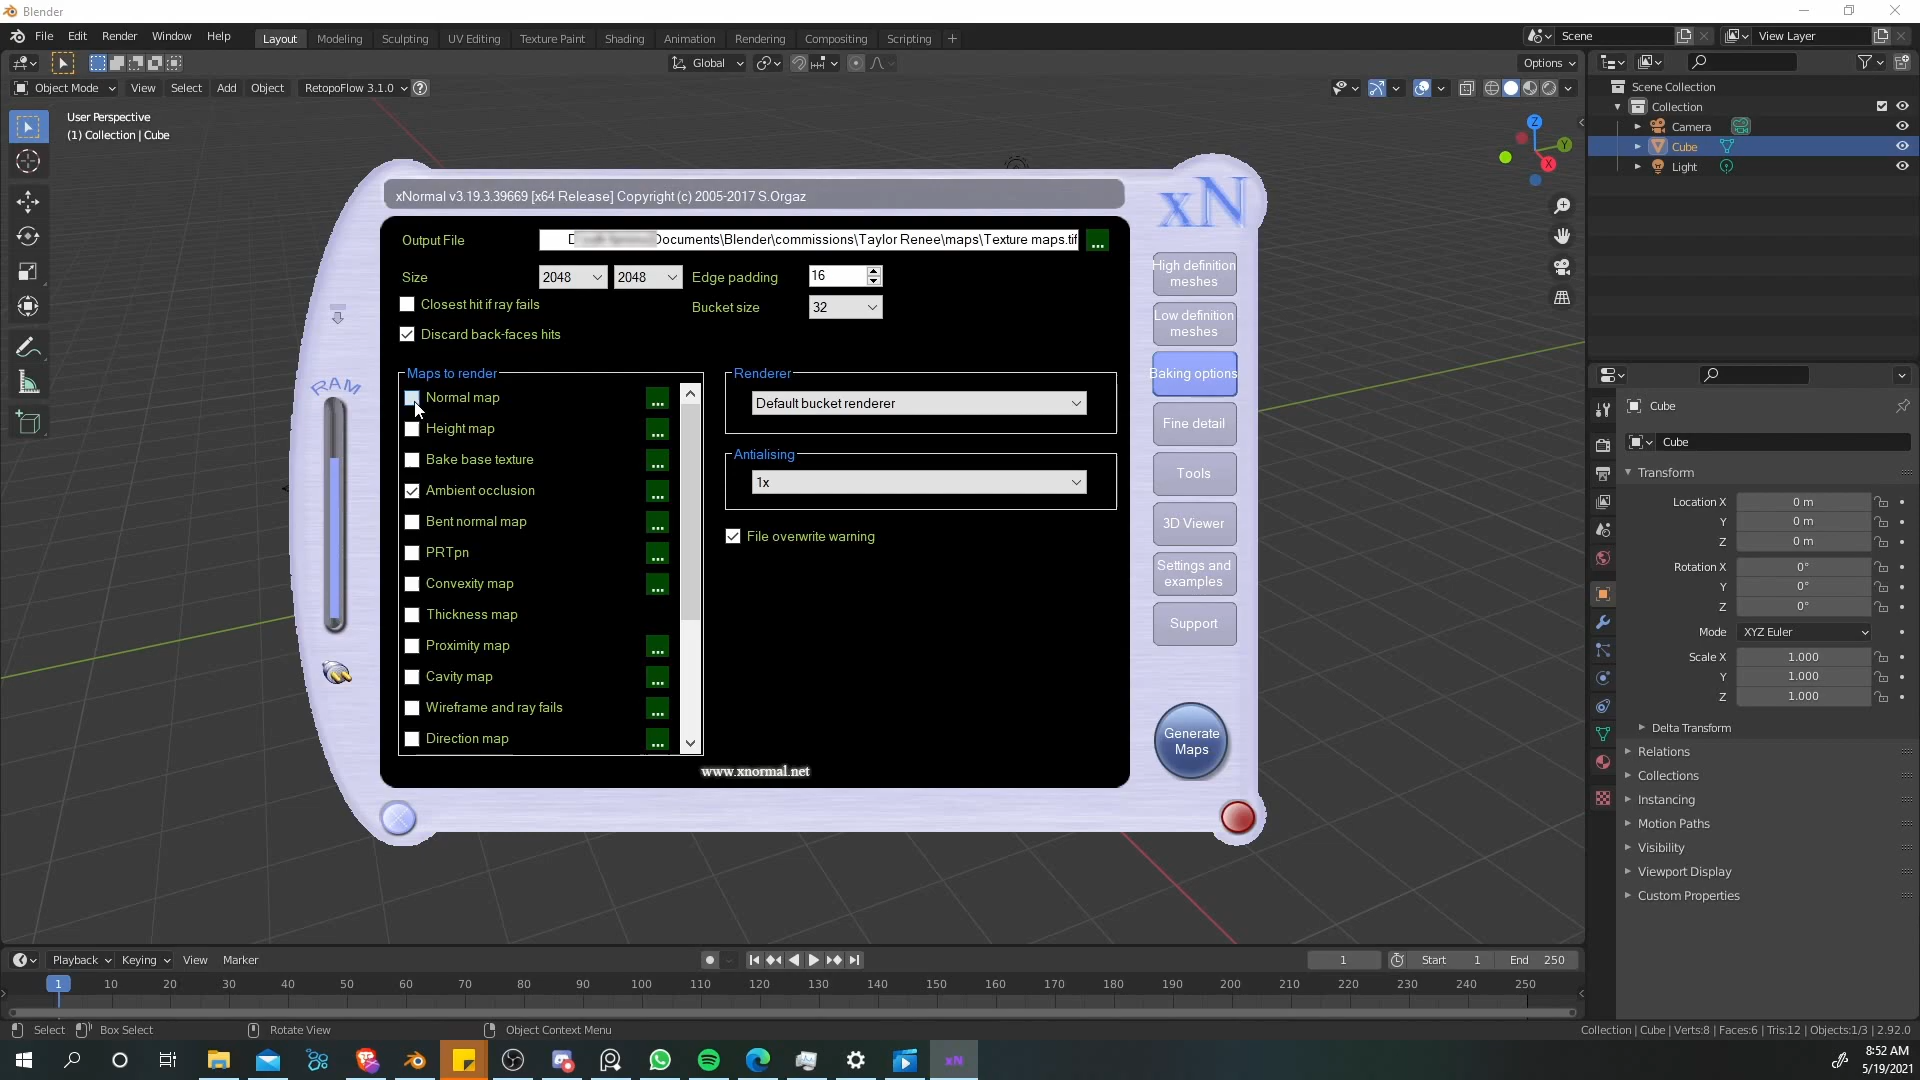 Blender
File Edit Render Window Help
Layout Modeling Sculpting UV Editing Texture Paint Shading Animation Rendering Compositing Scripting +
Scene
View Layer
Global
Options
Object Mode View Select Add Object RetopoFlow 3.1.0
User Perspective
(1) Collection | Cube
Z
Y
X
Scene Collection
Collection
Camera
Cube
Light
xNormal v3.19.3.39669 [x64 Release] Copyright (c) 2005-2017 S.Orgaz
xN
Output File
Documents\Blender\commissions\Taylor Renee\maps\Texture maps.tif
...
Size 2048 2048 Edge padding 16
Closest hit if ray fails
Bucket size 32
Discard back-faces hits
RAM
Maps to render
Normal map ...
Height map ...
Bake base texture ...
Ambient occlusion ...
Bent normal map ...
PRTpn ...
Convexity map ...
Thickness map
Proximity map ...
Cavity map ...
Wireframe and ray fails ...
Direction map ...
Renderer
Default bucket renderer
Antialising
1x
File overwrite warning
www.xnormal.net
High definition
meshes
Low definition
meshes
Baking options
Fine detail
Tools
3D Viewer
Settings and
examples
Support
Generate
Maps
Cube
Cube
Transform
Location X 0 m
Y 0 m
Z 0 m
Rotation X 0°
Y 0°
Z 0°
Mode XYZ Euler
Scale X 1.000
Y 1.000
Z 1.000
Delta Transform
Relations
Collections
Instancing
Motion Paths
Visibility
Viewport Display
Custom Properties
Playback Keying View Marker
1 Start 1 End 250
1 10 20 30 40 50 60 70 80 90 100 110 120 130 140 150 160 170 180 190 200 210 220 230 240 250
Select Box Select Rotate View Object Context Menu
Collection | Cube | Verts:8 | Faces:6 | Tris:12 | Objects:1/3 | 2.92.0
xN
8:52 AM
5/19/2021